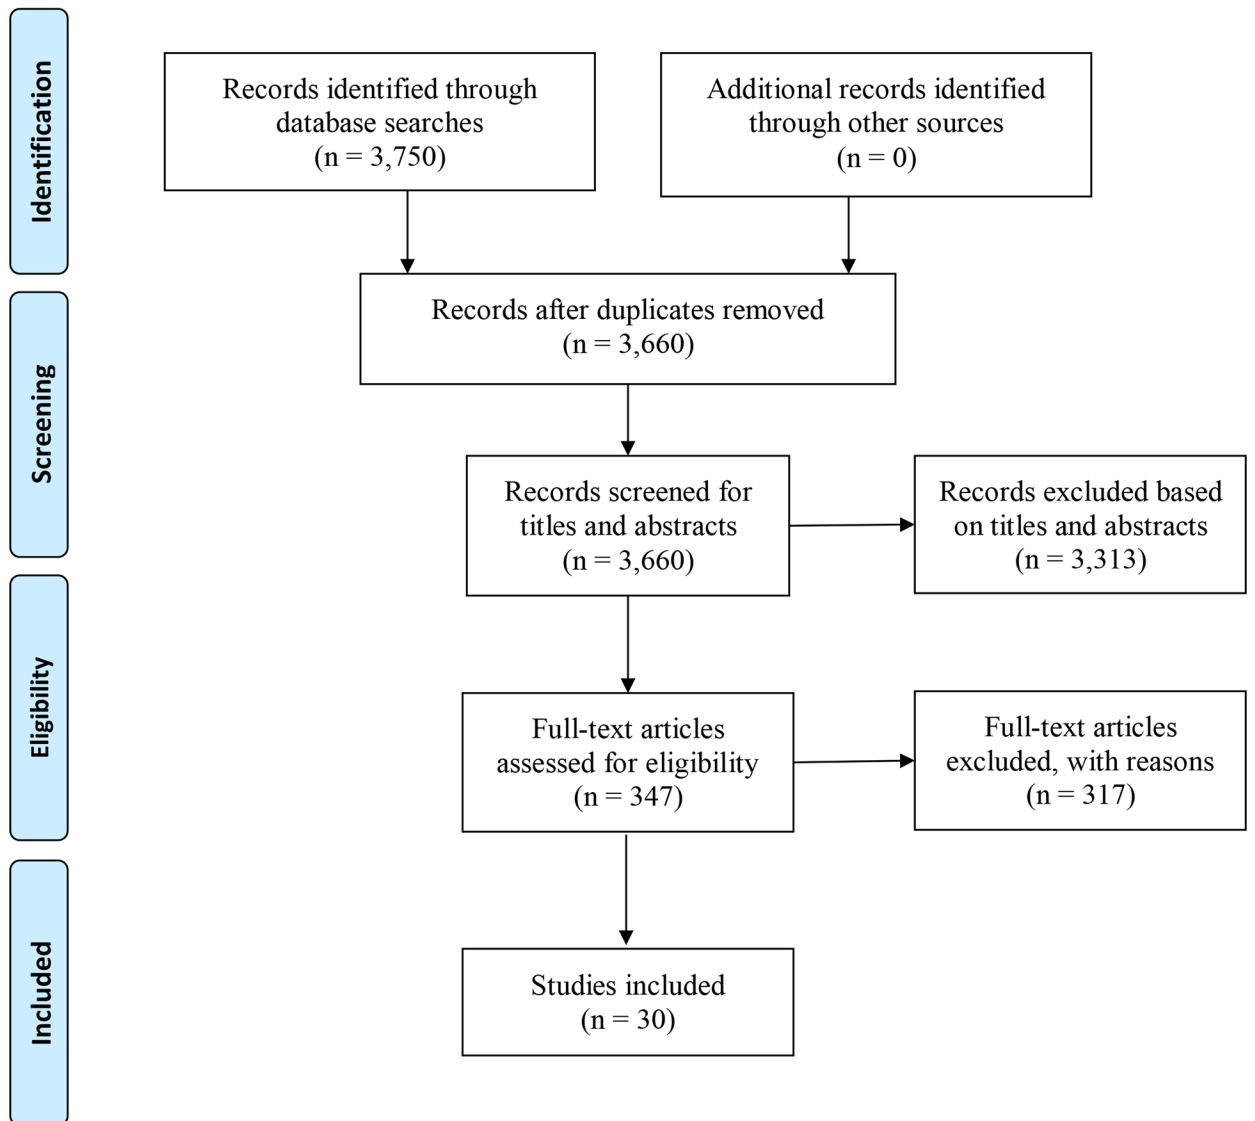 Identification
Records identified through
database searches
(n = 3,750)
Additional records identified
through other sources
(n = 0)
Records after duplicates removed
(n = 3,660)
Screening
Records screened for
titles and abstracts
(n = 3,660)
Records excluded based
on titles and abstracts
(n = 3,313)
Eligibility
Full-text articles
assessed for eligibility
(n = 347)
Full-text articles
excluded, with reasons
(n = 317)
Included
Studies included
(n = 30)